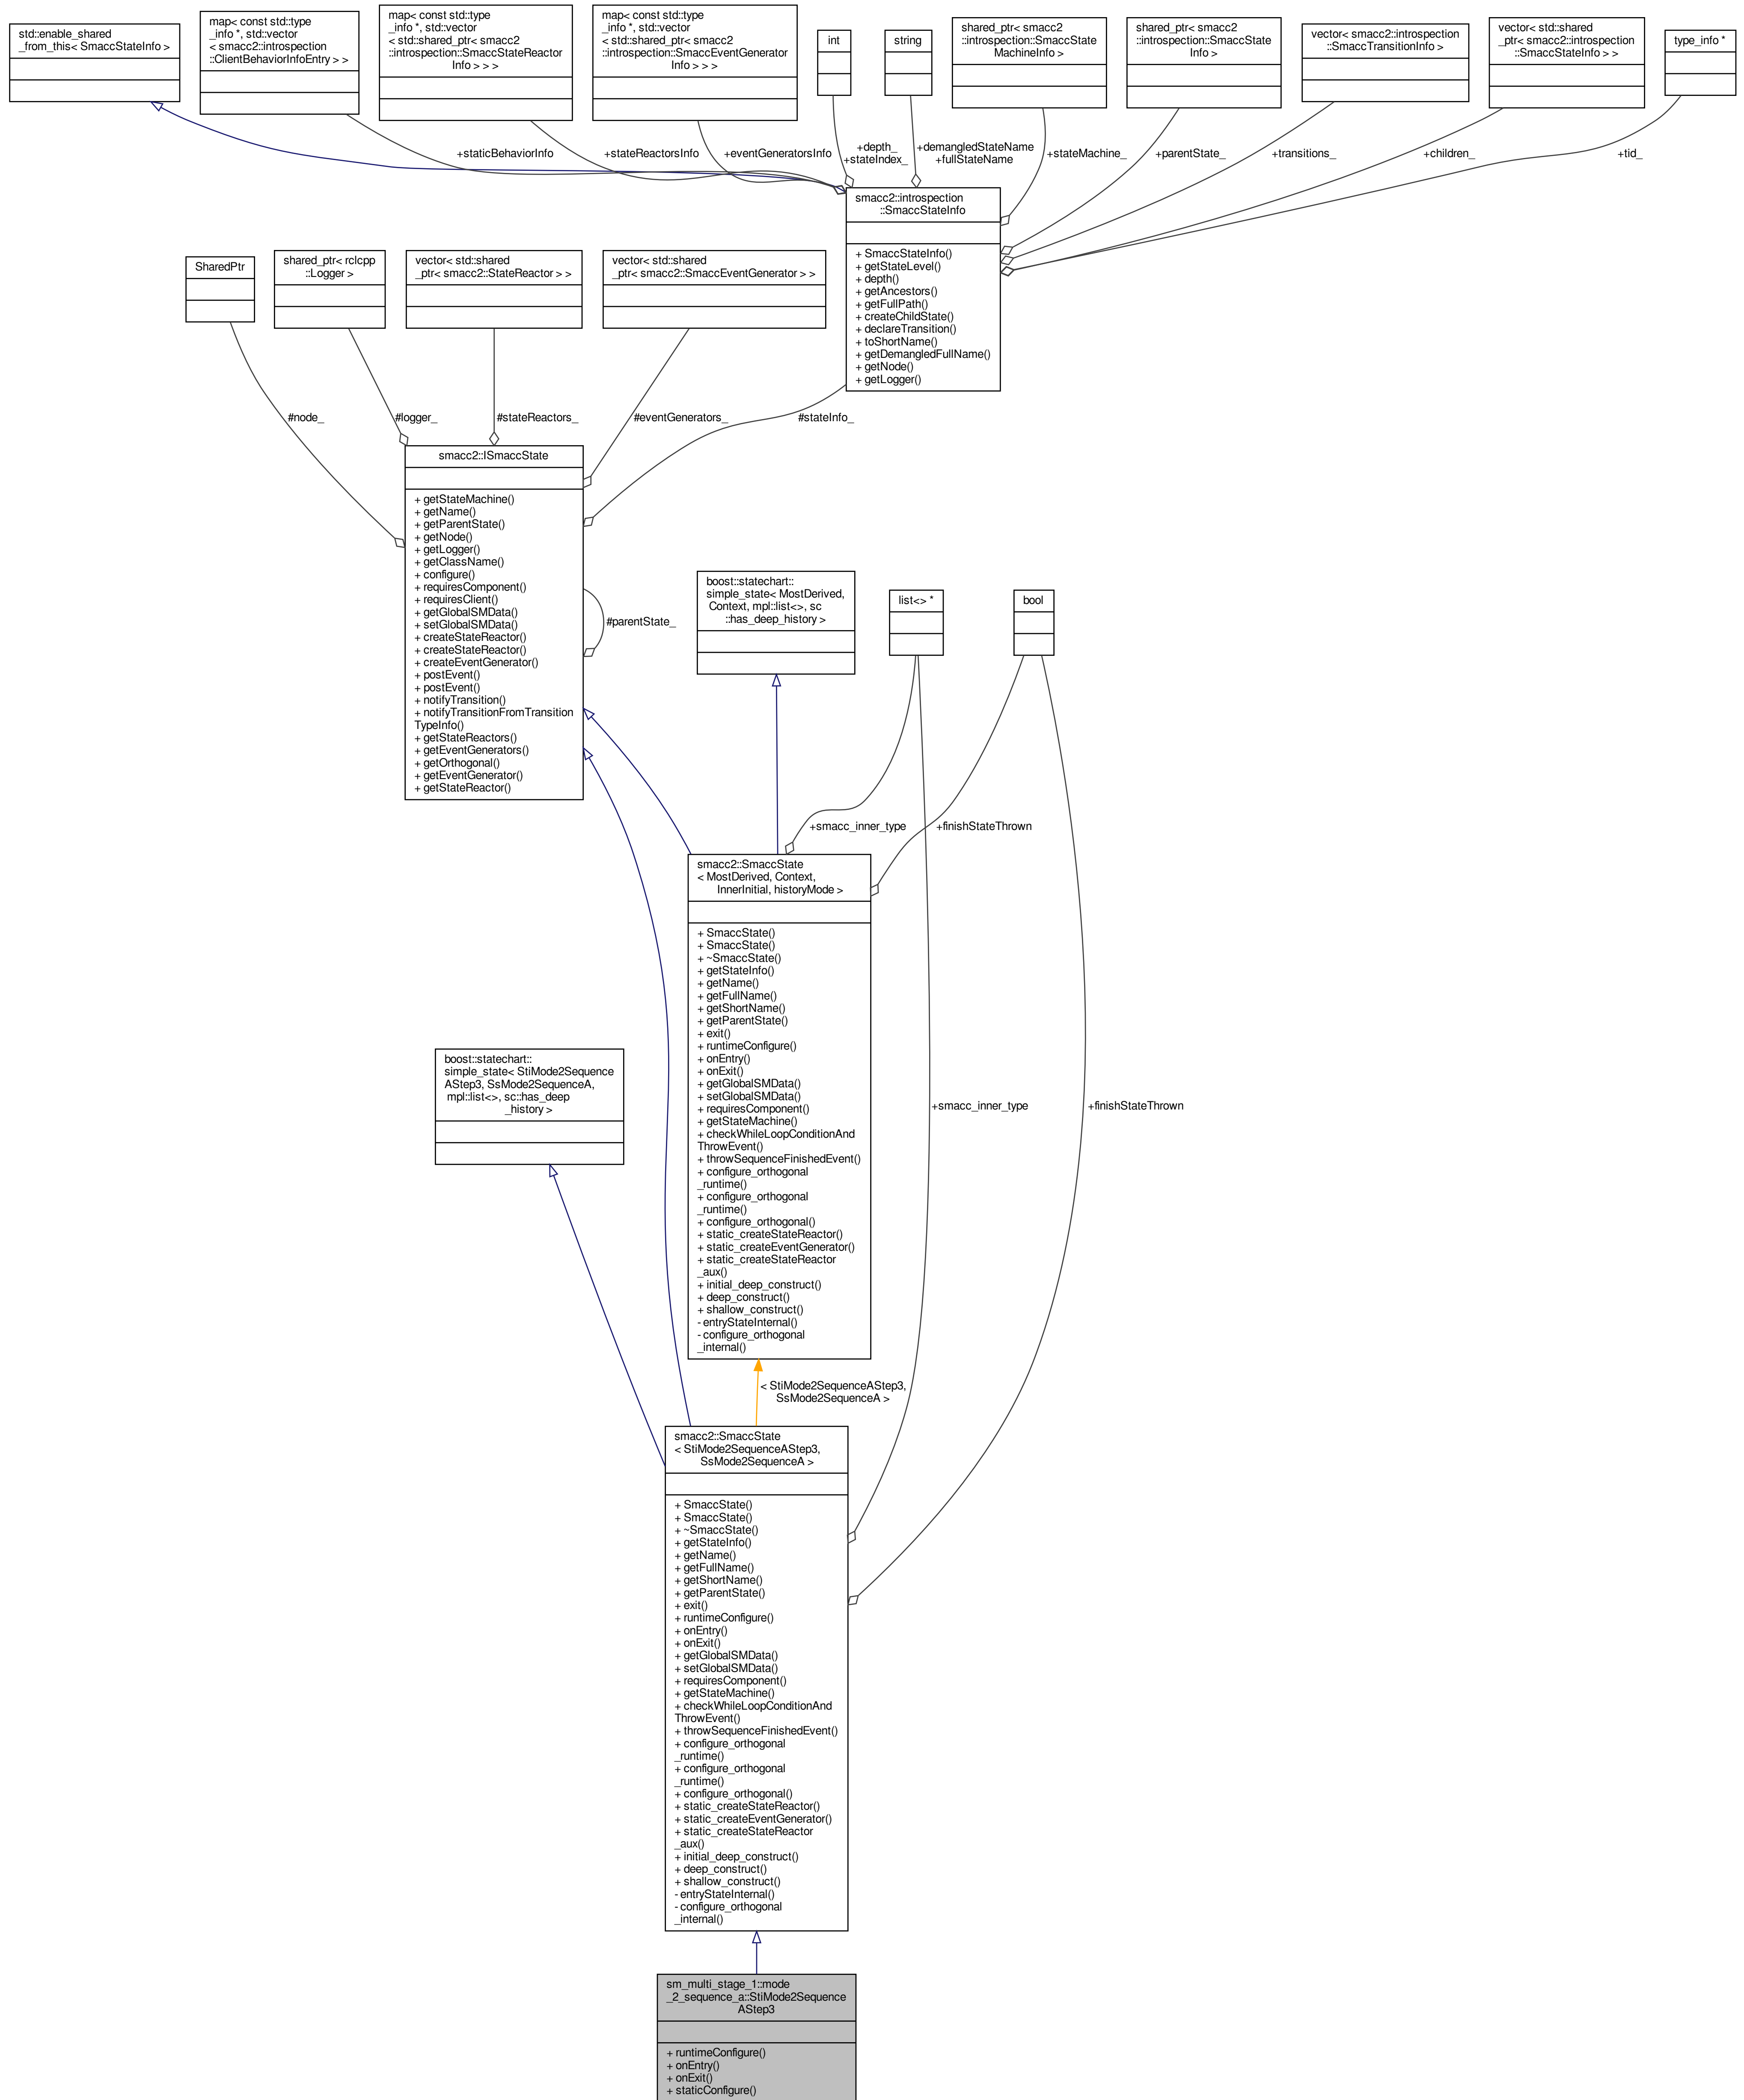 std::enable_shared
_from_this< SmaccStateInfo >
map< const std::type
_info *, std::vector
< smacc2::introspection
::ClientBehaviorInfoEntry > >
map< const std::type
_info *, std::vector
< std::shared_ptr< smacc2
::introspection::SmaccStateReactor
Info > > >
map< const std::type
_info *, std::vector
< std::shared_ptr< smacc2
::introspection::SmaccEventGenerator
Info > > >
int
string
shared_ptr< smacc2
::introspection::SmaccState
MachineInfo >
shared_ptr< smacc2
::introspection::SmaccState
Info >
vector< smacc2::introspection
::SmaccTransitionInfo >
vector< std::shared
_ptr< smacc2::introspection
::SmaccStateInfo > >
type_info *
+staticBehaviorInfo
+stateReactorsInfo
+eventGeneratorsInfo
+depth_
+stateIndex_
+demangledStateName
+fullStateName
+stateMachine_
+parentState_
+transitions_
+children_
+tid_
smacc2::introspection
::SmaccStateInfo
+ SmaccStateInfo()
+ getStateLevel()
+ depth()
+ getAncestors()
+ getFullPath()
+ createChildState()
+ declareTransition()
+ toShortName()
+ getDemangledFullName()
+ getNode()
+ getLogger()
SharedPtr
shared_ptr< rclcpp
::Logger >
vector< std::shared
_ptr< smacc2::StateReactor > >
vector< std::shared
_ptr< smacc2::SmaccEventGenerator > >
#node_
#logger_
#stateReactors_
#eventGenerators_
#stateInfo_
smacc2::ISmaccState
+ getStateMachine()
+ getName()
+ getParentState()
+ getNode()
+ getLogger()
+ getClassName()
+ configure()
+ requiresComponent()
+ requiresClient()
+ getGlobalSMData()
+ setGlobalSMData()
+ createStateReactor()
+ createStateReactor()
+ createEventGenerator()
+ postEvent()
+ postEvent()
+ notifyTransition()
+ notifyTransitionFromTransition
TypeInfo()
+ getStateReactors()
+ getEventGenerators()
+ getOrthogonal()
+ getEventGenerator()
+ getStateReactor()
#parentState_
boost::statechart::
simple_state< MostDerived,
Context, mpl::list<>, sc
::has_deep_history >
list<> *
bool
+smacc_inner_type
+finishStateThrown
smacc2::SmaccState
< MostDerived, Context,
InnerInitial, historyMode >
+ SmaccState()
+ SmaccState()
+ ~SmaccState()
+ getStateInfo()
+ getName()
+ getFullName()
+ getShortName()
+ getParentState()
+ exit()
+ runtimeConfigure()
+ onEntry()
+ onExit()
+ getGlobalSMData()
+ setGlobalSMData()
+ requiresComponent()
+ getStateMachine()
+ checkWhileLoopConditionAnd
ThrowEvent()
+ throwSequenceFinishedEvent()
+ configure_orthogonal
_runtime()
+ configure_orthogonal
_runtime()
+ configure_orthogonal()
+ static_createStateReactor()
+ static_createEventGenerator()
+ static_createStateReactor
_aux()
+ initial_deep_construct()
+ deep_construct()
+ shallow_construct()
- entryStateInternal()
- configure_orthogonal
_internal()
boost::statechart::
simple_state< StiMode2Sequence
AStep3, SsMode2SequenceA,
mpl::list<>, sc::has_deep
_history >
+smacc_inner_type
+finishStateThrown
< StiMode2SequenceAStep3,
SsMode2SequenceA >
smacc2::SmaccState
< StiMode2SequenceAStep3,
SsMode2SequenceA >
+ SmaccState()
+ SmaccState()
+ ~SmaccState()
+ getStateInfo()
+ getName()
+ getFullName()
+ getShortName()
+ getParentState()
+ exit()
+ runtimeConfigure()
+ onEntry()
+ onExit()
+ getGlobalSMData()
+ setGlobalSMData()
+ requiresComponent()
+ getStateMachine()
+ checkWhileLoopConditionAnd
ThrowEvent()
+ throwSequenceFinishedEvent()
+ configure_orthogonal
_runtime()
+ configure_orthogonal
_runtime()
+ configure_orthogonal()
+ static_createStateReactor()
+ static_createEventGenerator()
+ static_createStateReactor
_aux()
+ initial_deep_construct()
+ deep_construct()
+ shallow_construct()
- entryStateInternal()
- configure_orthogonal
_internal()
sm_multi_stage_1::mode
_2_sequence_a::StiMode2Sequence
AStep3
+ runtimeConfigure()
+ onEntry()
+ onExit()
+ staticConfigure()